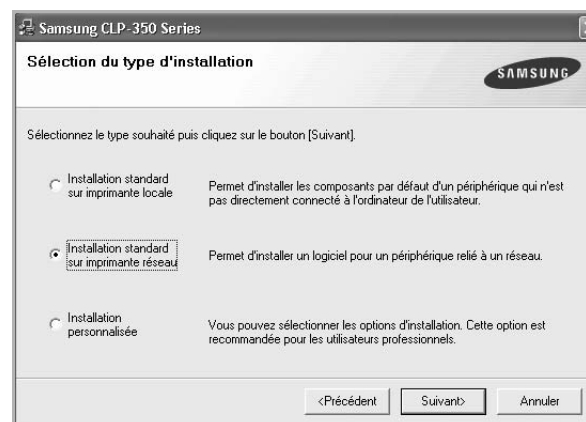 Samsung CLP-350 Series
Sélection du type d'installation
SAMSUNG
Sélectionnez le type souhaité puis cliquez sur le bouton [Suivant].
Installation standard
sur imprimante locale
Permet d'installer les composants par défaut d'un périphérique qui n'est
pas directement connecté à l'ordinateur de l'utilisateur.
Installation standard
sur imprimante réseau
Permet d'installer un logiciel pour un périphérique relié à un réseau.
Installation
personnalisée
Vous pouvez sélectionner les options d'installation. Cette option est
recommandée pour les utilisateurs professionnels.
<Précédent
Suivant>
Annuler